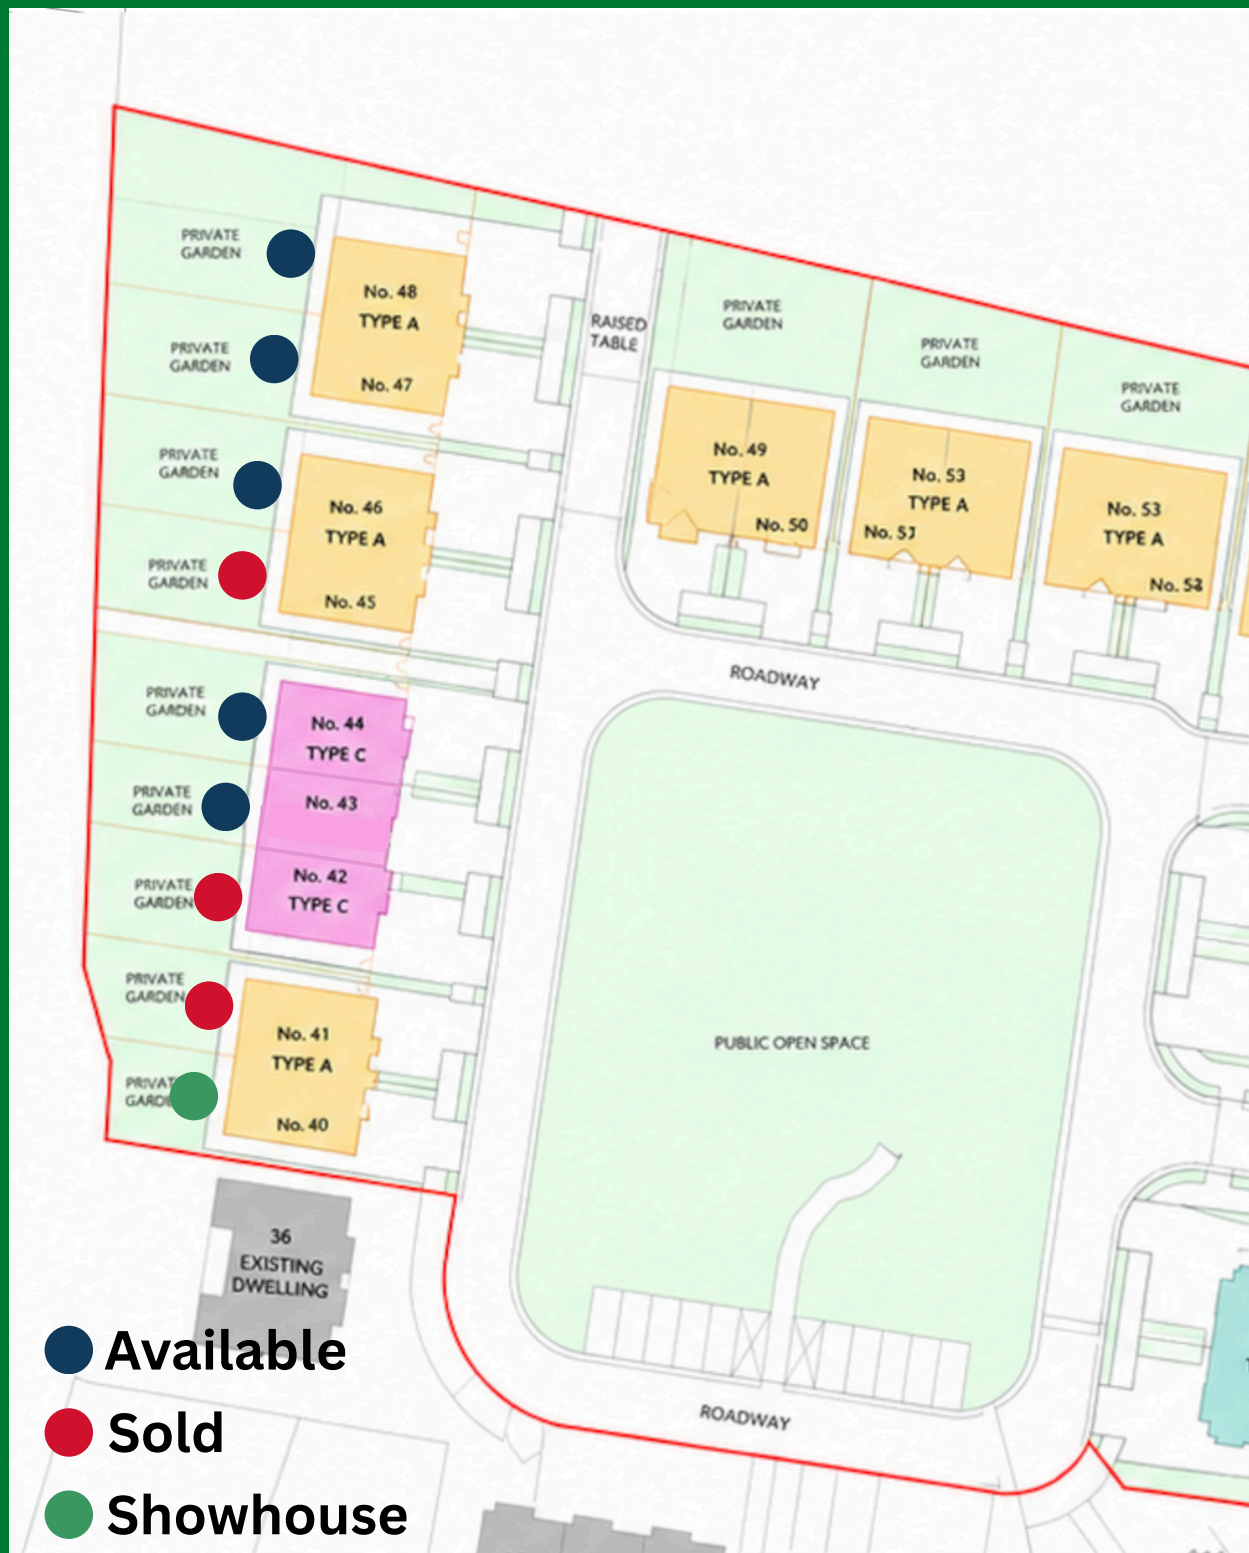 PRIVATE
GARDEN
No. 48
TYPE A
No. 47
PRIVATE
GARDEN
PRIVATE
GARDEN
No. 46
TYPE A
No. 45
PRIVATE
GARDEN
PRIVATE
GARDEN
No. 44
TYPE C
No. 43
PRIVATE
GARDEN
No. 42
TYPE C
PRIVATE
GARDEN
PRIVATE
GARDEN
No. 41
TYPE A
No. 40
PRIVATE
RAISED
TABLE
PRIVATE
GARDEN
PRIVATE
GARDEN
PRIVATE
GARDEN
No. 49
TYPE A
No. 50
No. 53
TYPE A
No. 53
TYPE A
ROADWAY
PUBLIC OPEN SPACE
ROADWAY
36
EXISTING
DWELLING
Available
Sold
Showhouse